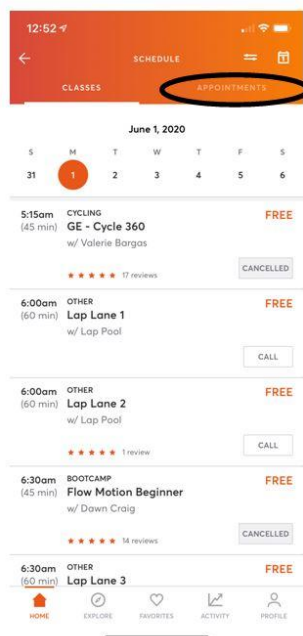 12:52
SCHEDULE
CLASSES APPOINTMENTS
June 1, 2020
S M T W T F S
31 1 2 3 4 5 6
5:15am CYCLING FREE
(45 min) GE - Cycle 360
w/ Valerie Bargas
17 reviews CANCELLED
6:00am OTHER FREE
(60 min) Lap Lane 1
w/ Lap Pool
CALL
6:00am OTHER FREE
(60 min) Lap Lane 2
w/ Lap Pool
1 review CALL
6:30am BOOTCAMP FREE
(45 min) Flow Motion Beginner
w/ Dawn Craig
14 reviews CANCELLED
6:30am OTHER FREE
(60 min) Lap Lane 3
HOME EXPLORE FAVORITES ACTIVITY PROFILE